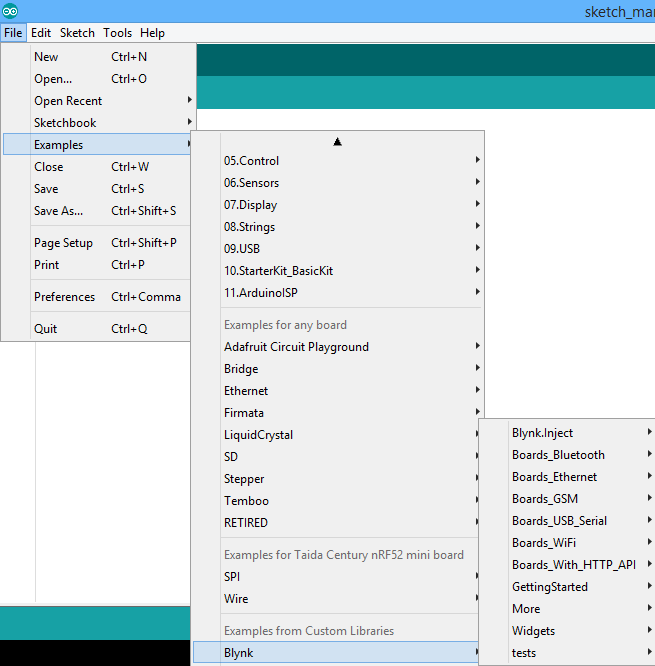 sketch_mar
File Edit Sketch Tools Help
New Ctrl+N
Open... Ctrl+O
Open Recent
Sketchbook
Examples
Close Ctrl+W
Save Ctrl+S
Save As... Ctrl+Shift+S
Page Setup Ctrl+Shift+P
Print Ctrl+P
Preferences Ctrl+Comma
Quit Ctrl+Q
05.Control
06.Sensors
07.Display
08.Strings
09.USB
10.StarterKit_BasicKit
11.ArduinoISP
Examples for any board
Adafruit Circuit Playground
Bridge
Ethernet
Firmata
LiquidCrystal
SD
Stepper
Temboo
RETIRED
Examples for Taida Century nRF52 mini board
SPI
Wire
Examples from Custom Libraries
Blynk
Blynk.Inject
Boards_Bluetooth
Boards_Ethernet
Boards_GSM
Boards_USB_Serial
Boards_WiFi
Boards_With_HTTP_API
GettingStarted
More
Widgets
tests